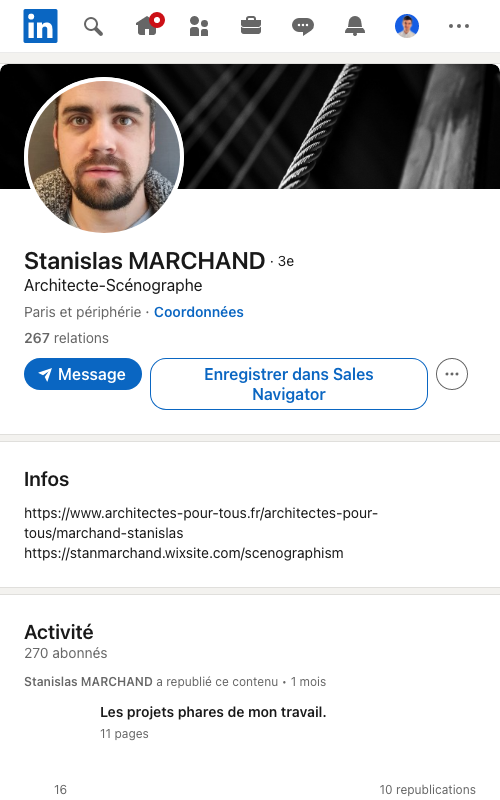 in
Stanislas MARCHAND · 3e
Architecte-Scénographe
Paris et périphérie · Coordonnées
267 relations
Message
Enregistrer dans Sales
Navigator
Infos
https://www.architectes-pour-tous.fr/architectes-pour-
tous/marchand-stanislas
https://stanmarchand.wixsite.com/scenographism
Activité
270 abonnés
Stanislas MARCHAND a republié ce contenu • 1 mois
Les projets phares de mon travail.
11 pages
16
10 republications